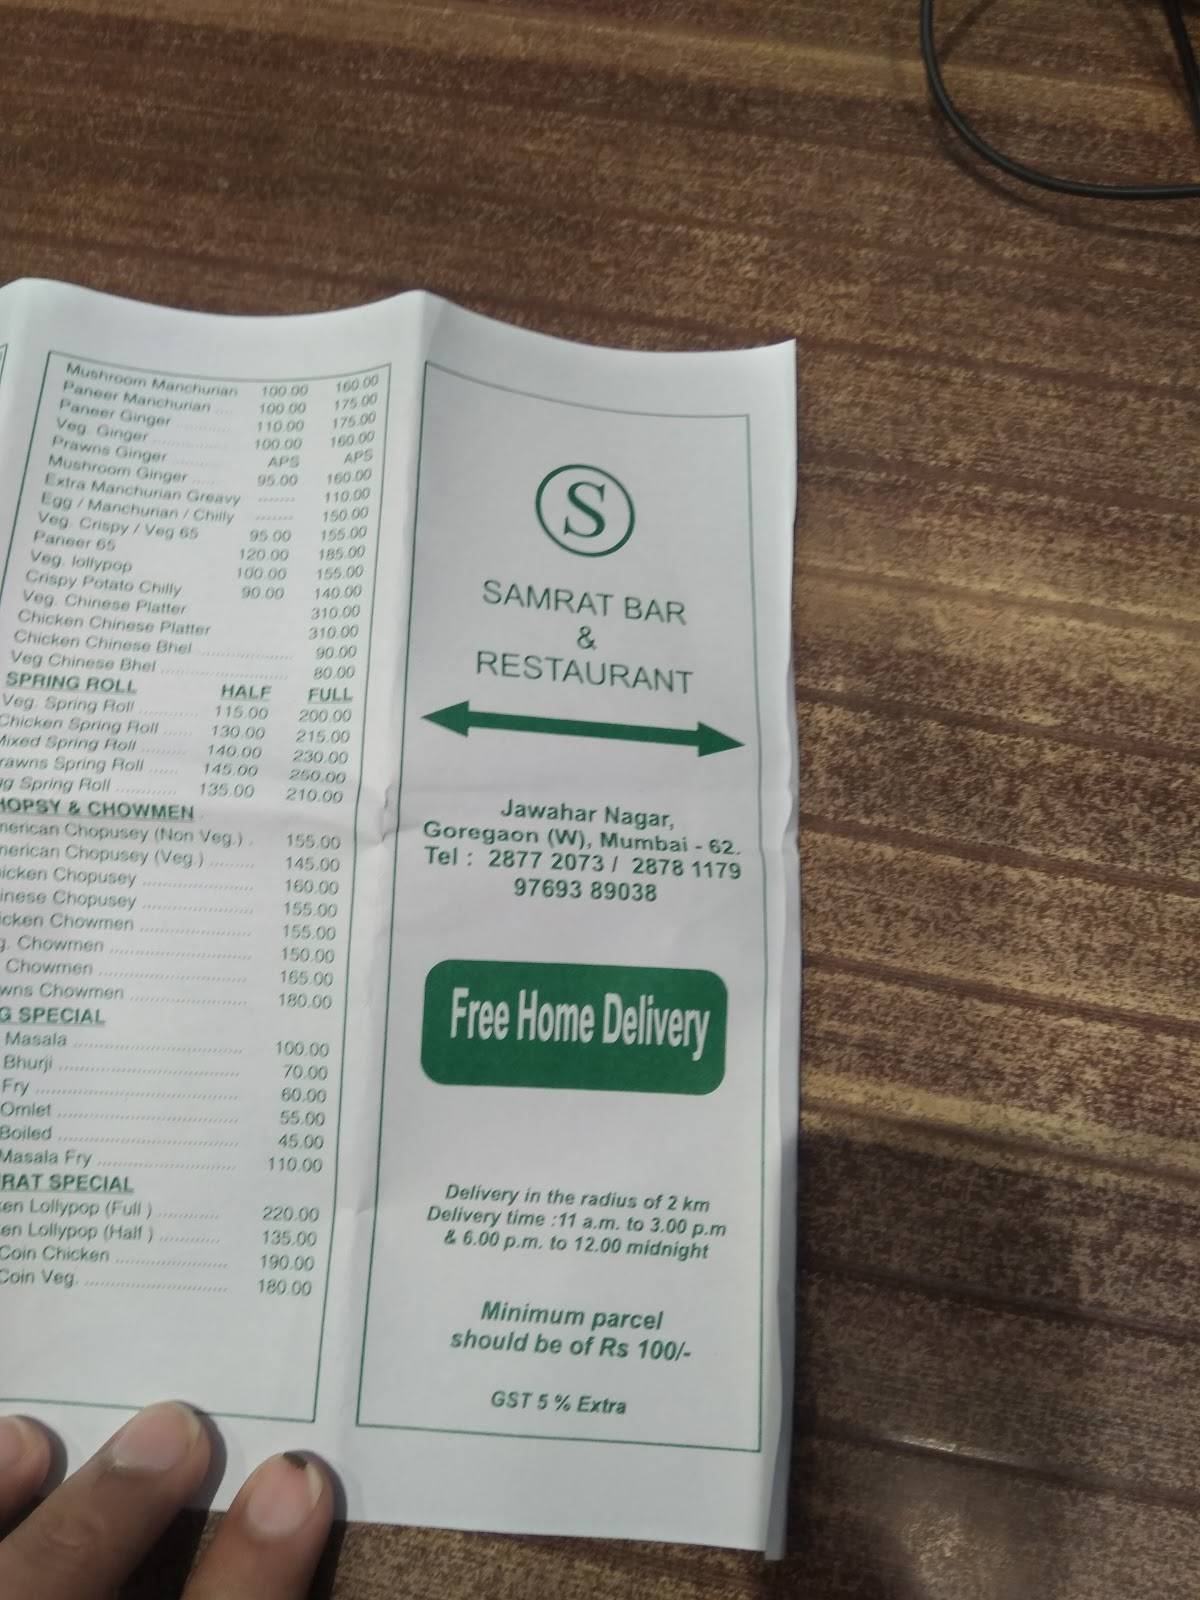 Mushroom Manchurian 100.00 160.00
Paneer Manchurian .... 100.00 175.00
Paneer Ginger ............ 110.00 175.00
Veg. Ginger ................ 100.00 160.00
Prawns Ginger .......... APS APS
Mushroom Ginger ..... 95.00 160.00
Extra Manchurian Greavy ....... 110.00
Egg / Manchurian / Chilly ....... 150.00
Veg. Crispy / Veg 65 95.00 155.00
Paneer 65 120.00 185.00
Veg. lollypop 100.00 155.00
Crispy Potato Chilly 90.00 140.00
Veg. Chinese Platter 310.00
Chicken Chinese Platter 310.00
Chicken Chinese Bhel .................. 90.00
Veg Chinese Bhel ........................ 80.00
SPRING ROLL HALF FULL
Veg. Spring Roll ............ 115.00 200.00
Chicken Spring Roll ...... 130.00 215.00
Mixed Spring Roll ......... 140.00 230.00
rawns Spring Roll ...... 145.00 250.00
gg Spring Roll ............ 135.00 210.00
HOPSY & CHOWMEN
merican Chopusey (Non Veg.) . 155.00
merican Chopusey (Veg.) ......... 145.00
icken Chopusey ...................... 160.00
inese Chopusey ...................... 155.00
icken Chowmen ...................... 155.00
g. Chowmen ............................ 150.00
Chowmen .............................. 165.00
wns Chowmen ....................... 180.00
G SPECIAL
Masala .................................. 100.00
Bhurji ................................... 70.00
Fry ........................................ 60.00
Omlet .................................... 55.00
Boiled ................................... 45.00
Masala Fry ........................... 110.00
RAT SPECIAL
en Lollypop (Full ) ............ 220.00
en Lollypop (Half ) ............ 135.00
Coin Chicken ...................... 190.00
Coin Veg. ............................ 180.00
S
SAMRAT BAR
&
RESTAURANT
Jawahar Nagar,
Goregaon (W), Mumbai - 62.
Tel : 2877 2073 / 2878 1179
97693 89038
Free Home Delivery
Delivery in the radius of 2 km
Delivery time :11 a.m. to 3.00 p.m
& 6.00 p.m. to 12.00 midnight
Minimum parcel
should be of Rs 100/-
GST 5 % Extra